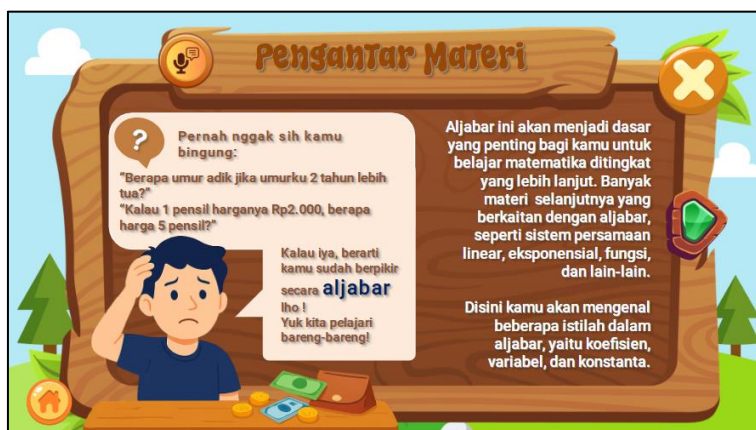 Pengantar Materi
?
Pernah nggak sih kamu
bingung:
"Berapa umur adik jika umurku 2 tahun lebih
tua?"
"Kalau 1 pensil harganya Rp2.000, berapa
harga 5 pensil?"
Kalau iya, berarti
kamu sudah berpikir
secara aljabar
lho !
Yuk kita pelajari
bareng-bareng!
Aljabar ini akan menjadi dasar
yang penting bagi kamu untuk
belajar matematika ditingkat
yang lebih lanjut. Banyak
materi selanjutnya yang
berkaitan dengan aljabar,
seperti sistem persamaan
linear, eksponensial, fungsi,
dan lain-lain.
Disini kamu akan mengenal
beberapa istilah dalam
aljabar, yaitu koefisien,
variabel, dan konstanta.